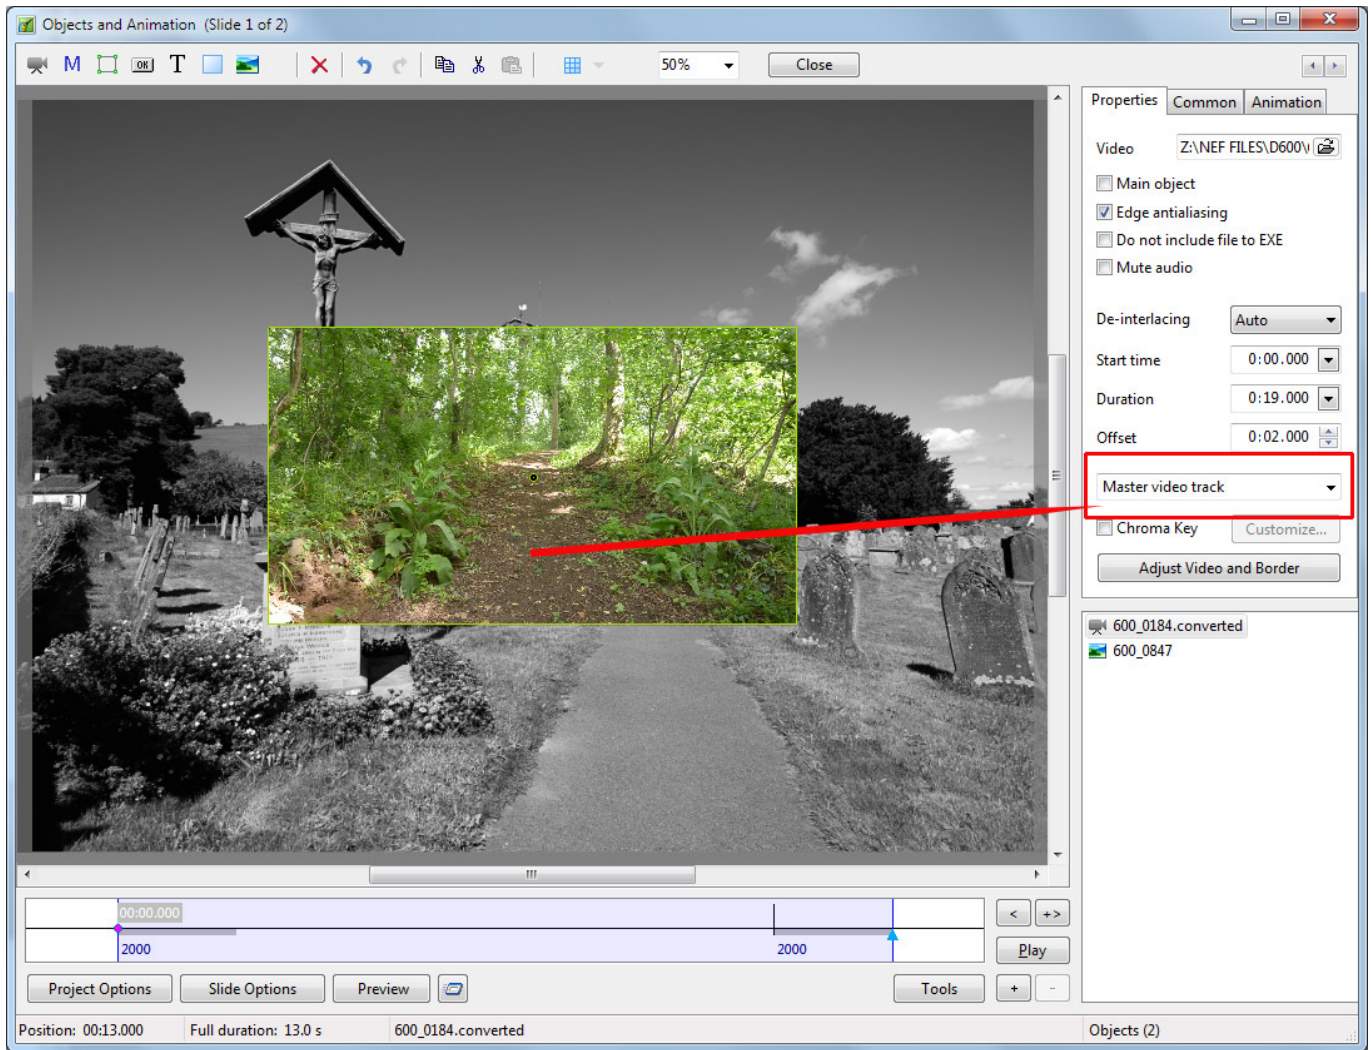 Objects and Animation (Slide 1 of 2)
M OK T 50% Close
Properties Common Animation
Video Z:\NEF FILES\D600\
Main object
Edge antialiasing
Do not include file to EXE
Mute audio
De-interlacing Auto
Start time 0:00.000
Duration 0:19.000
Offset 0:02.000
Master video track
Chroma Key Customize...
Adjust Video and Border
600_0184.converted
600_0847
00:00.000
2000 2000
< +>
Play
Project Options Slide Options Preview Tools + -
Position: 00:13.000 Full duration: 13.0 s 600_0184.converted Objects (2)